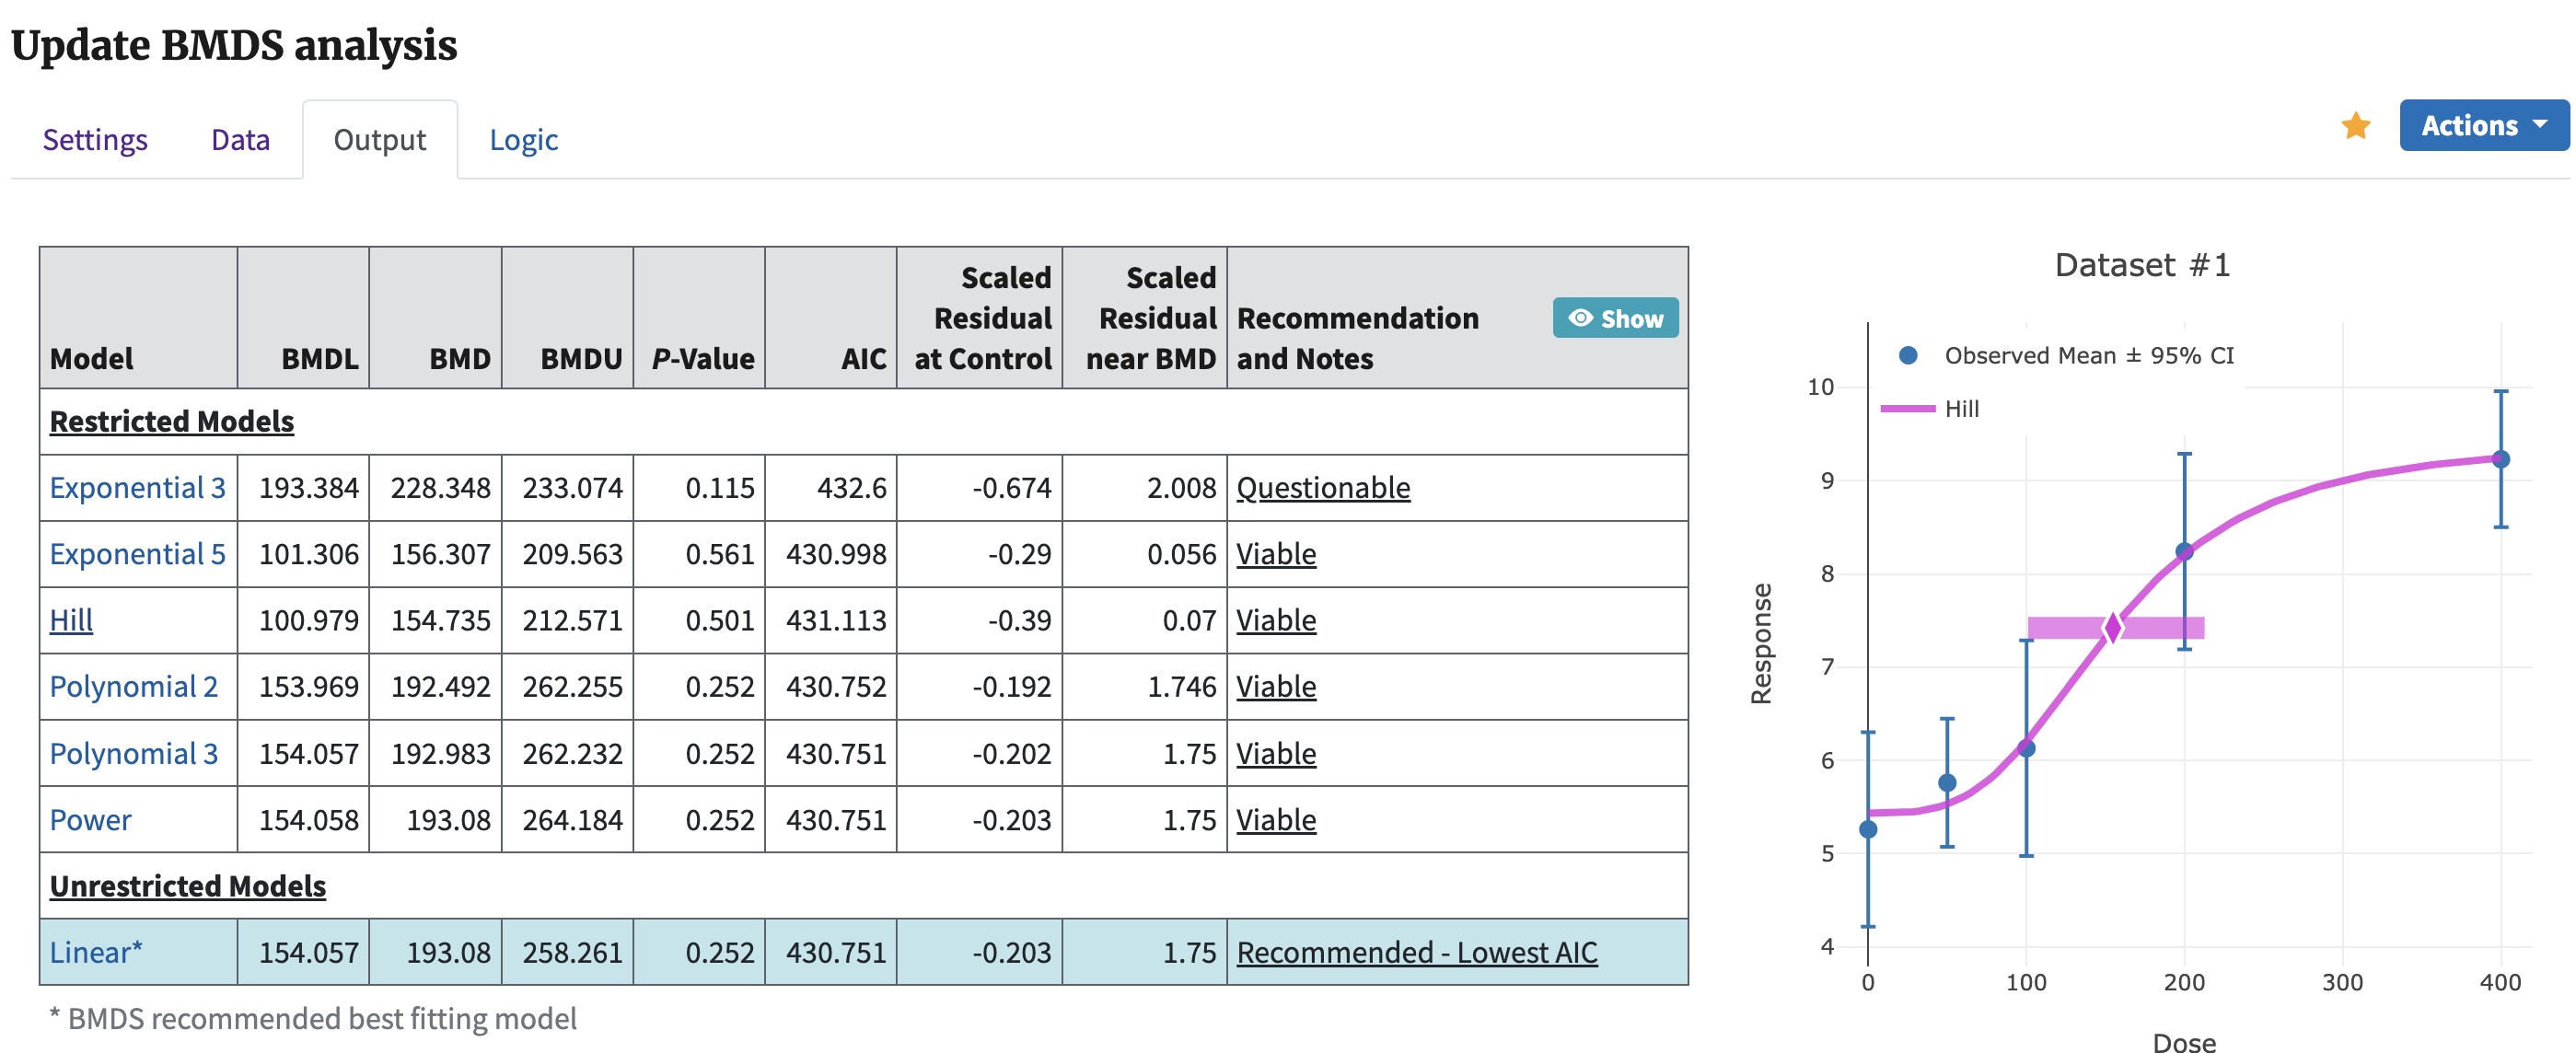 Update BMDS analysis
Settings Data Output Logic Actions
Model BMDL BMD BMDU P-Value AIC Scaled Residual at Control Scaled Residual near BMD Recommendation and Notes Show
Restricted Models
Exponential 3 193.384 228.348 233.074 0.115 432.6 -0.674 2.008 Questionable
Exponential 5 101.306 156.307 209.563 0.561 430.998 -0.29 0.056 Viable
Hill 100.979 154.735 212.571 0.501 431.113 -0.39 0.07 Viable
Polynomial 2 153.969 192.492 262.255 0.252 430.752 -0.192 1.746 Viable
Polynomial 3 154.057 192.983 262.232 0.252 430.751 -0.202 1.75 Viable
Power 154.058 193.08 264.184 0.252 430.751 -0.203 1.75 Viable
Unrestricted Models
Linear* 154.057 193.08 258.261 0.252 430.751 -0.203 1.75 Recommended - Lowest AIC
* BMDS recommended best fitting model
Dataset #1
Observed Mean ± 95% CI
Hill
Response
10
9
8
7
6
5
4
0 100 200 300 400
Dose